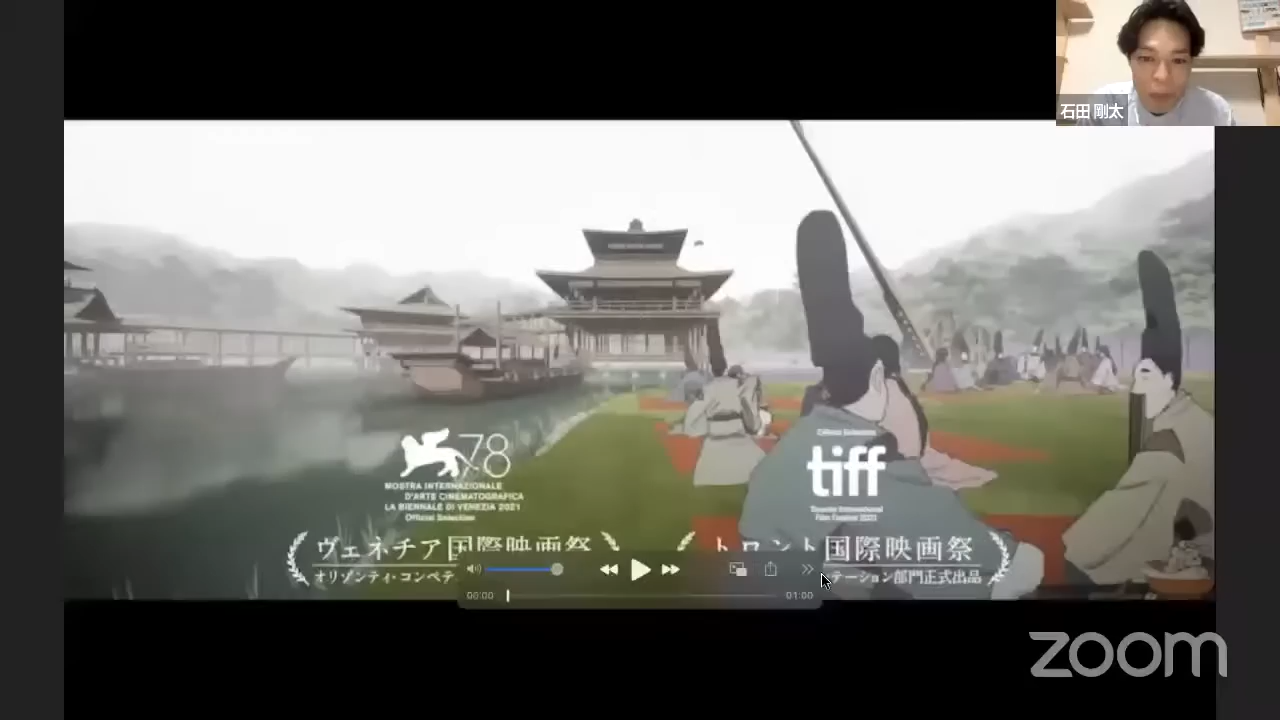 石田 剛太
78
MOSTRA INTERNAZIONALE
D'ARTE CINEMATOGRAFICA
LA BIENNALE DI VENEZIA 2021
Official Selection
Official Selection
tiff
Toronto International
Film Festival 2021
ヴェネチア国際映画祭
オリゾンティ・コンペテ
トロント国際映画祭
テーション部門正式出品
00:00
01:00
zoom